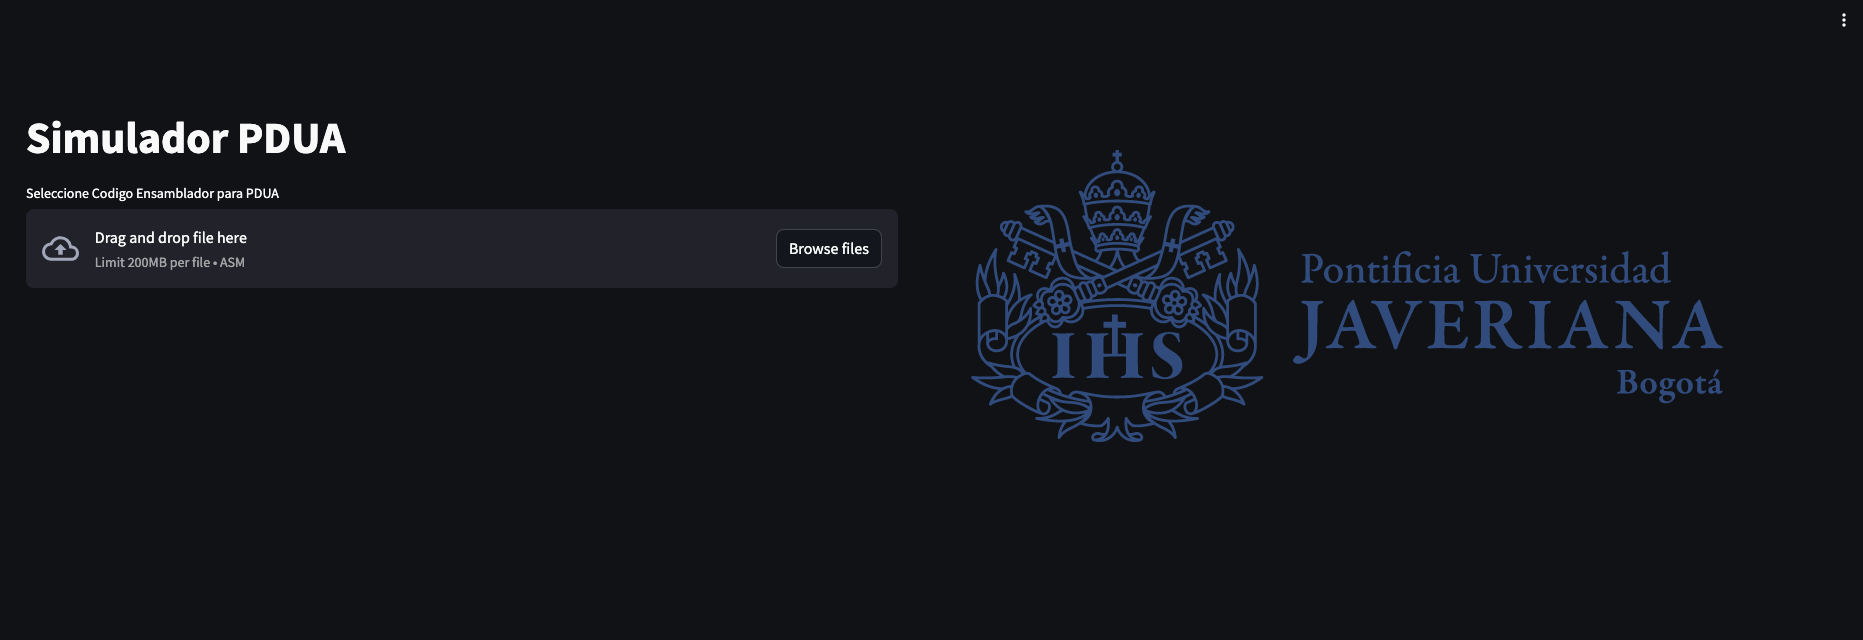 Simulador PDUA
Seleccione Codigo Ensamblador para PDUA
Drag and drop file here
Limit 200MB per file • ASM
Browse files
IHS
Pontificia Universidad
JAVERIANA
Bogotá